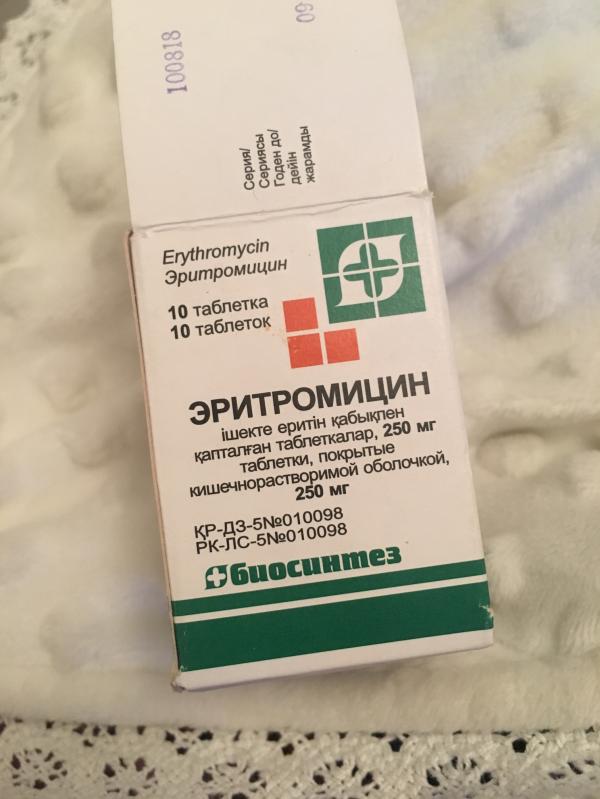 100818
09
Серия/
Сериясы
Годен до/
дейін
жарамды
Erythromycin
Эритромицин
10 таблетка
10 таблеток
ЭРИТРОМИЦИН
ішекте еритін қабықпен
қапталған таблеткалар, 250 мг
таблетки, покрытые
кишечнорастворимой оболочкой,
250 мг
ҚР-ДЗ-5№010098
РК-ЛС-5№010098
биосинтез